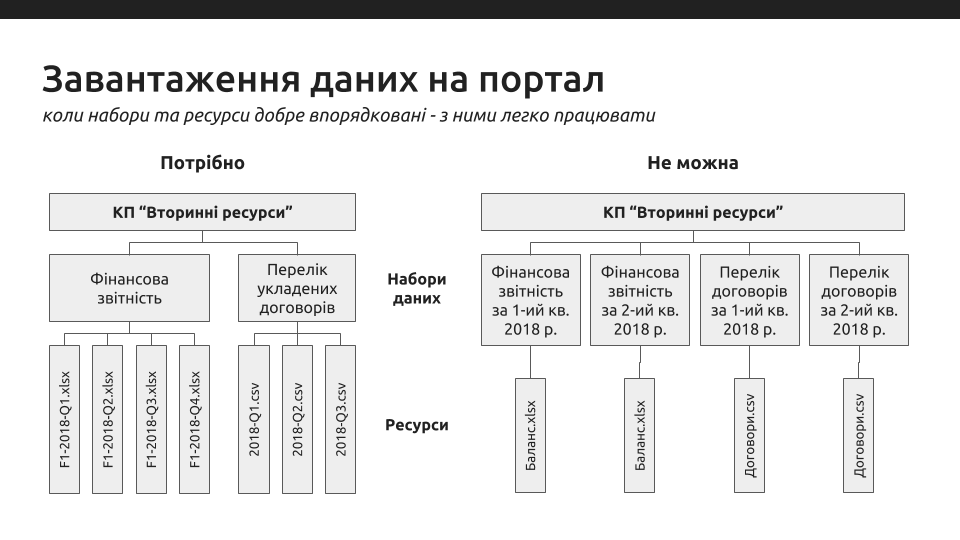 Завантаження даних на портал
коли набори та ресурси добре впорядковані - з ними легко працювати
Потрібно
КП “Вторинні ресурси”
Фінансова
звітність
Перелік
укладених
договорів
F1-2018-Q1.xlsx
F1-2018-Q2.xlsx
F1-2018-Q3.xlsx
F1-2018-Q4.xlsx
2018-Q1.csv
2018-Q2.csv
2018-Q3.csv
Набори
даних
Ресурси
Не можна
КП “Вторинні ресурси”
Фінансова
звітність
за 1-ий кв.
2018 р.
Фінансова
звітність
за 2-ий кв.
2018 р.
Перелік
договорів
за 1-ий кв.
2018 р.
Перелік
договорів
за 2-ий кв.
2018 р.
Баланс.xlsx
Баланс.xlsx
Договори.csv
Договори.csv